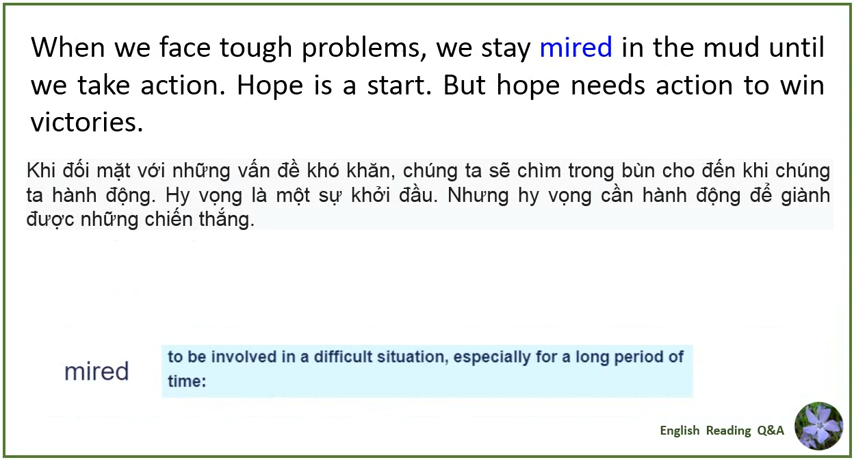 When we face tough problems, we stay mired in the mud until
we take action. Hope is a start. But hope needs action to win
victories.
Khi đối mặt với những vấn đề khó khăn, chúng ta sẽ chìm trong bùn cho đến khi chúng
ta hành động. Hy vọng là một sự khởi đầu. Nhưng hy vọng cần hành động để giành
được những chiến thắng.
mired
to be involved in a difficult situation, especially for a long period of
time:
English Reading Q&A